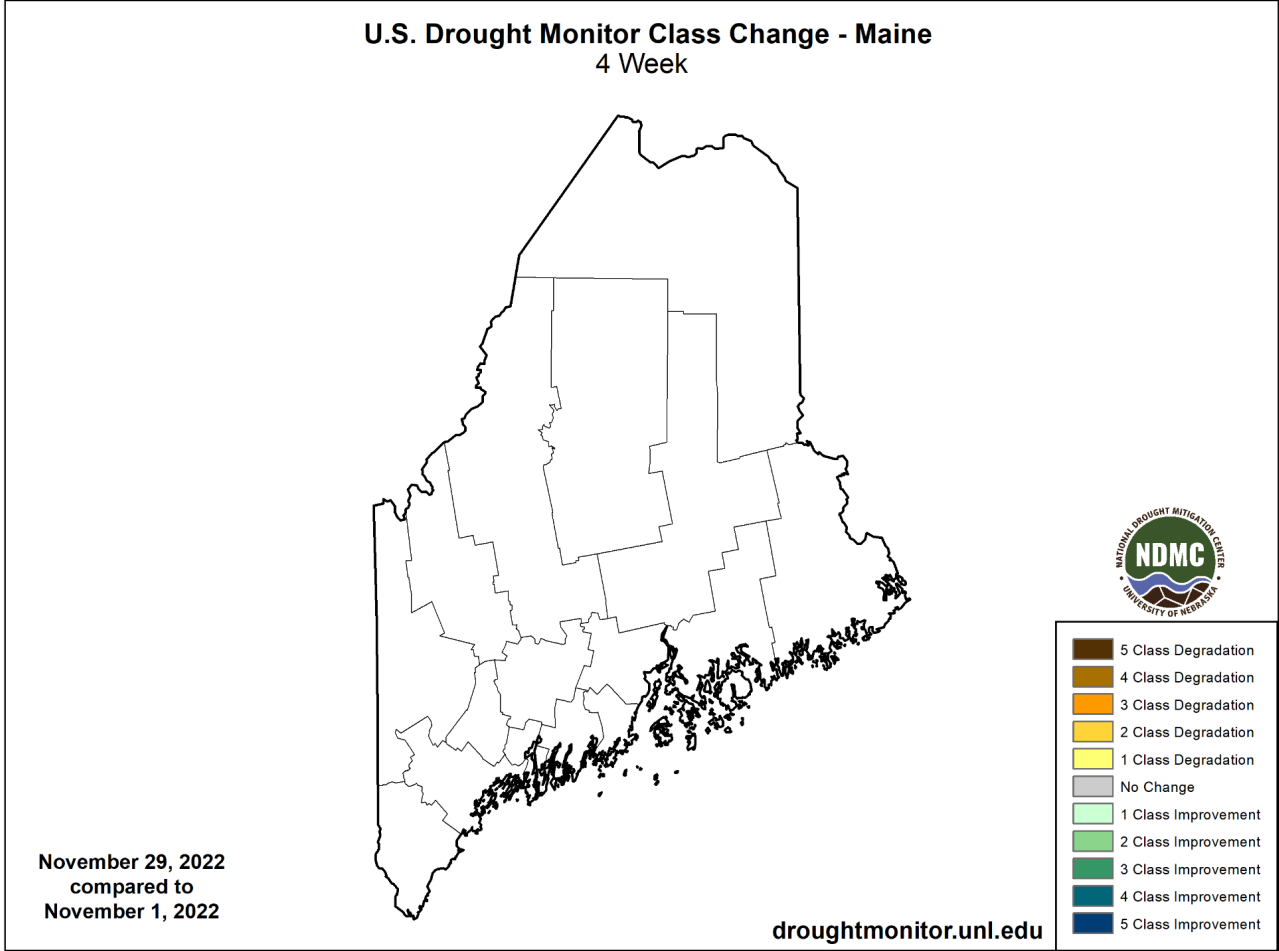 U.S. Drought Monitor Class Change - Maine
4 Week
NATIONAL DROUGHT MITIGATION CENTER
NDMC
UNIVERSITY OF NEBRASKA
5 Class Degradation
4 Class Degradation
3 Class Degradation
2 Class Degradation
1 Class Degradation
No Change
1 Class Improvement
2 Class Improvement
3 Class Improvement
4 Class Improvement
5 Class Improvement
November 29, 2022
compared to
November 1, 2022
droughtmonitor.unl.edu